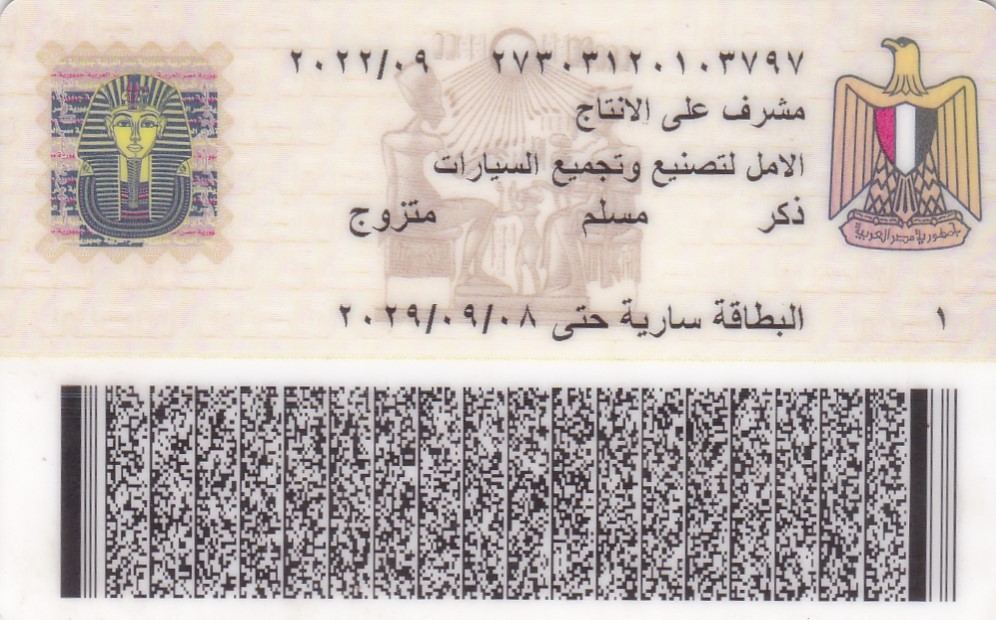 ٢٧٣٠٣١٢٠١٠٣٧٩٧ ٢٠٢٢/٠٩
مشرف على الانتاج
الامل لتصنيع وتجميع السيارات
ذكر مسلم متزوج
١ البطاقة سارية حتى ٢٠٢٩/٠٩/٠٨
جمهورية مصر العربية